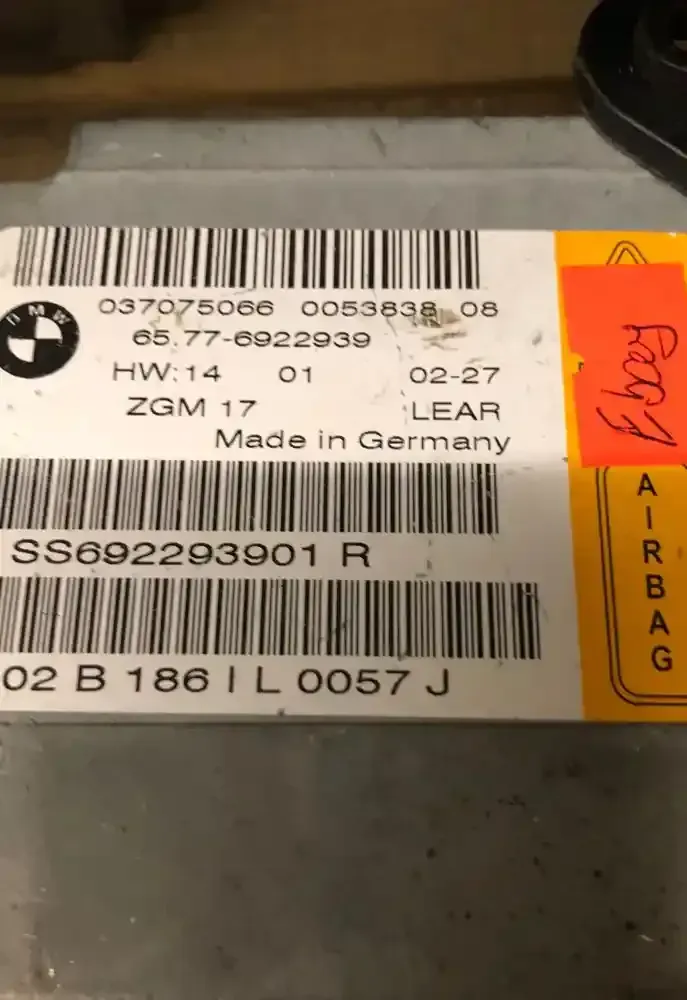 BMW
037075066 0053838 08
65.77-6922939
HW:14 01 02-27
ZGM 17 LEAR
Made in Germany
SS692293901 R
02 B 186 I L 0057 J
AIRBAG